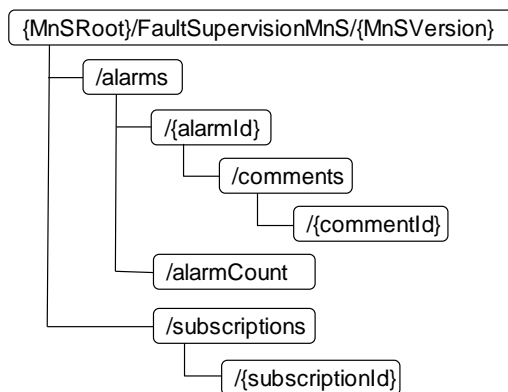 {MnSRoot}/FaultSupervisionMnS/{MnSVersion}
/alarms
/{alarmId}
/comments
/{commentId}
/alarmCount
/subscriptions
/{subscriptionId}